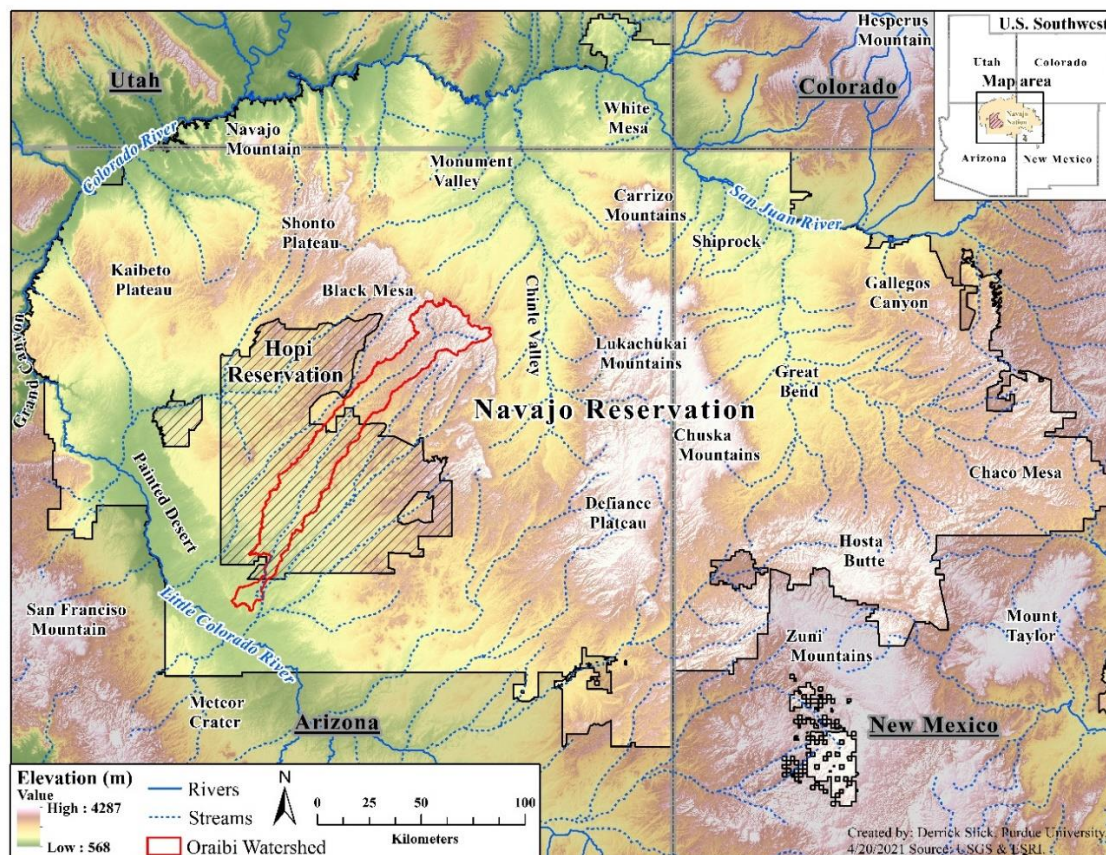 Hesperus
Mountain
U.S. Southwest
Utah
Colorado
Map area
Navajo
Nation
Arizona
New Mexico
Utah
Colorado
White
Mesa
Colorado River
Navajo
Mountain
Monument
Valley
Carrizo
Mountains
San Juan River
Shonto
Plateau
Shiprock
Kaibeto
Plateau
Black Mesa
Gallegos
Canyon
Chinle Valley
Grand Canyon
Hopi
Reservation
Lukachukai
Mountains
Great
Bend
Navajo Reservation
Chuska
Mountains
Painted Desert
Chaco Mesa
Defiance
Plateau
Hosta
Butte
San Franciso
Mountain
Little Colorado River
Mount
Taylor
Zuni
Mountains
Meteor
Crater
Arizona
New Mexico
Elevation (m)
Value
High : 4287
Low : 568
Rivers
Streams
Oraibi Watershed
N
0 25 50 100
Kilometers
Created by: Derrick Slick, Purdue University,
4/20/2021 Source: USGS & ESRI.